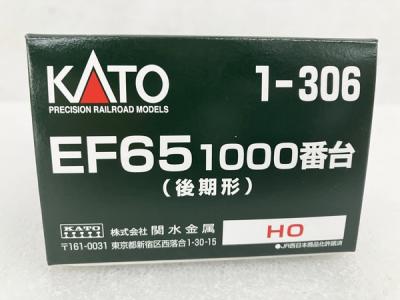 KATO
PRECISION RAILROAD MODELS
1-306
EF65 1000番台
(後期形)
KATO
株式会社 関水金属
〒161-0031 東京都新宿区西落合1-30-15
HO
●JR西日本商品化許諾済